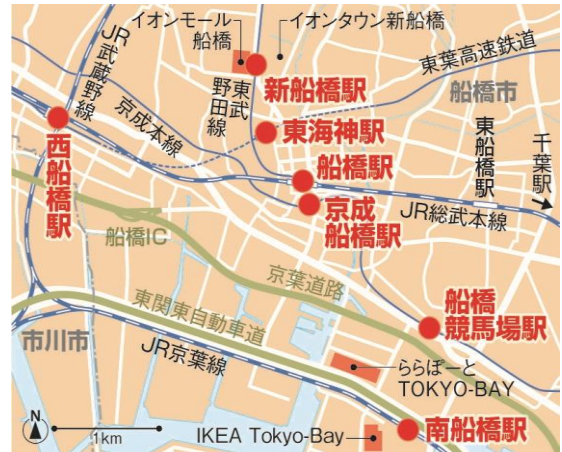 イオンモール
船橋
イオンタウン新船橋
JR武蔵野線
東武
野田線
新船橋駅
東葉高速鉄道
船橋市
京成本線
東海神駅
西船橋駅
船橋駅
東船橋駅
千葉駅
京成
船橋駅
JR総武本線
船橋IC
京葉道路
東関東自動車道
船橋
競馬場駅
市川市
JR京葉線
ららぽーと
TOKYO-BAY
N
1km
IKEA Tokyo-Bay
南船橋駅